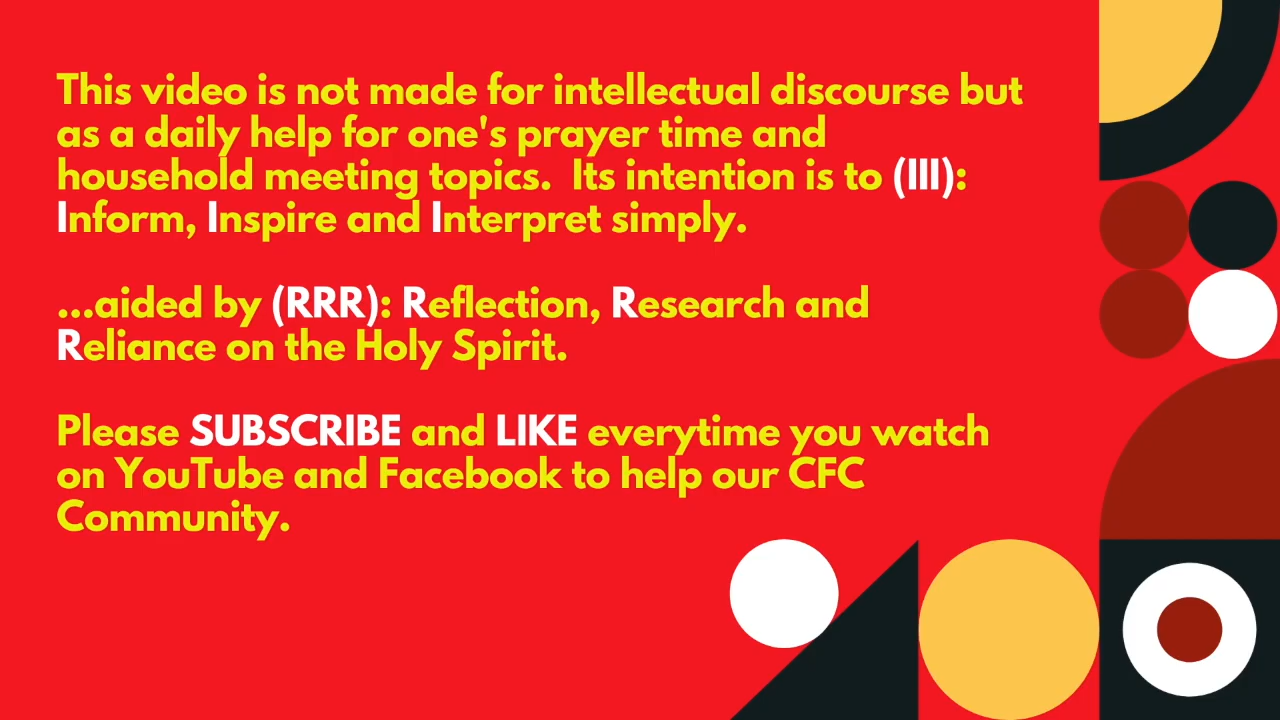 This video is not made for intellectual discourse but
as a daily help for one's prayer time and
household meeting topics.  Its intention is to (III):
Inform, Inspire and Interpret simply.
...aided by (RRR): Reflection, Research and
Reliance on the Holy Spirit.
Please SUBSCRIBE and LIKE everytime you watch
on YouTube and Facebook to help our CFC
Community.